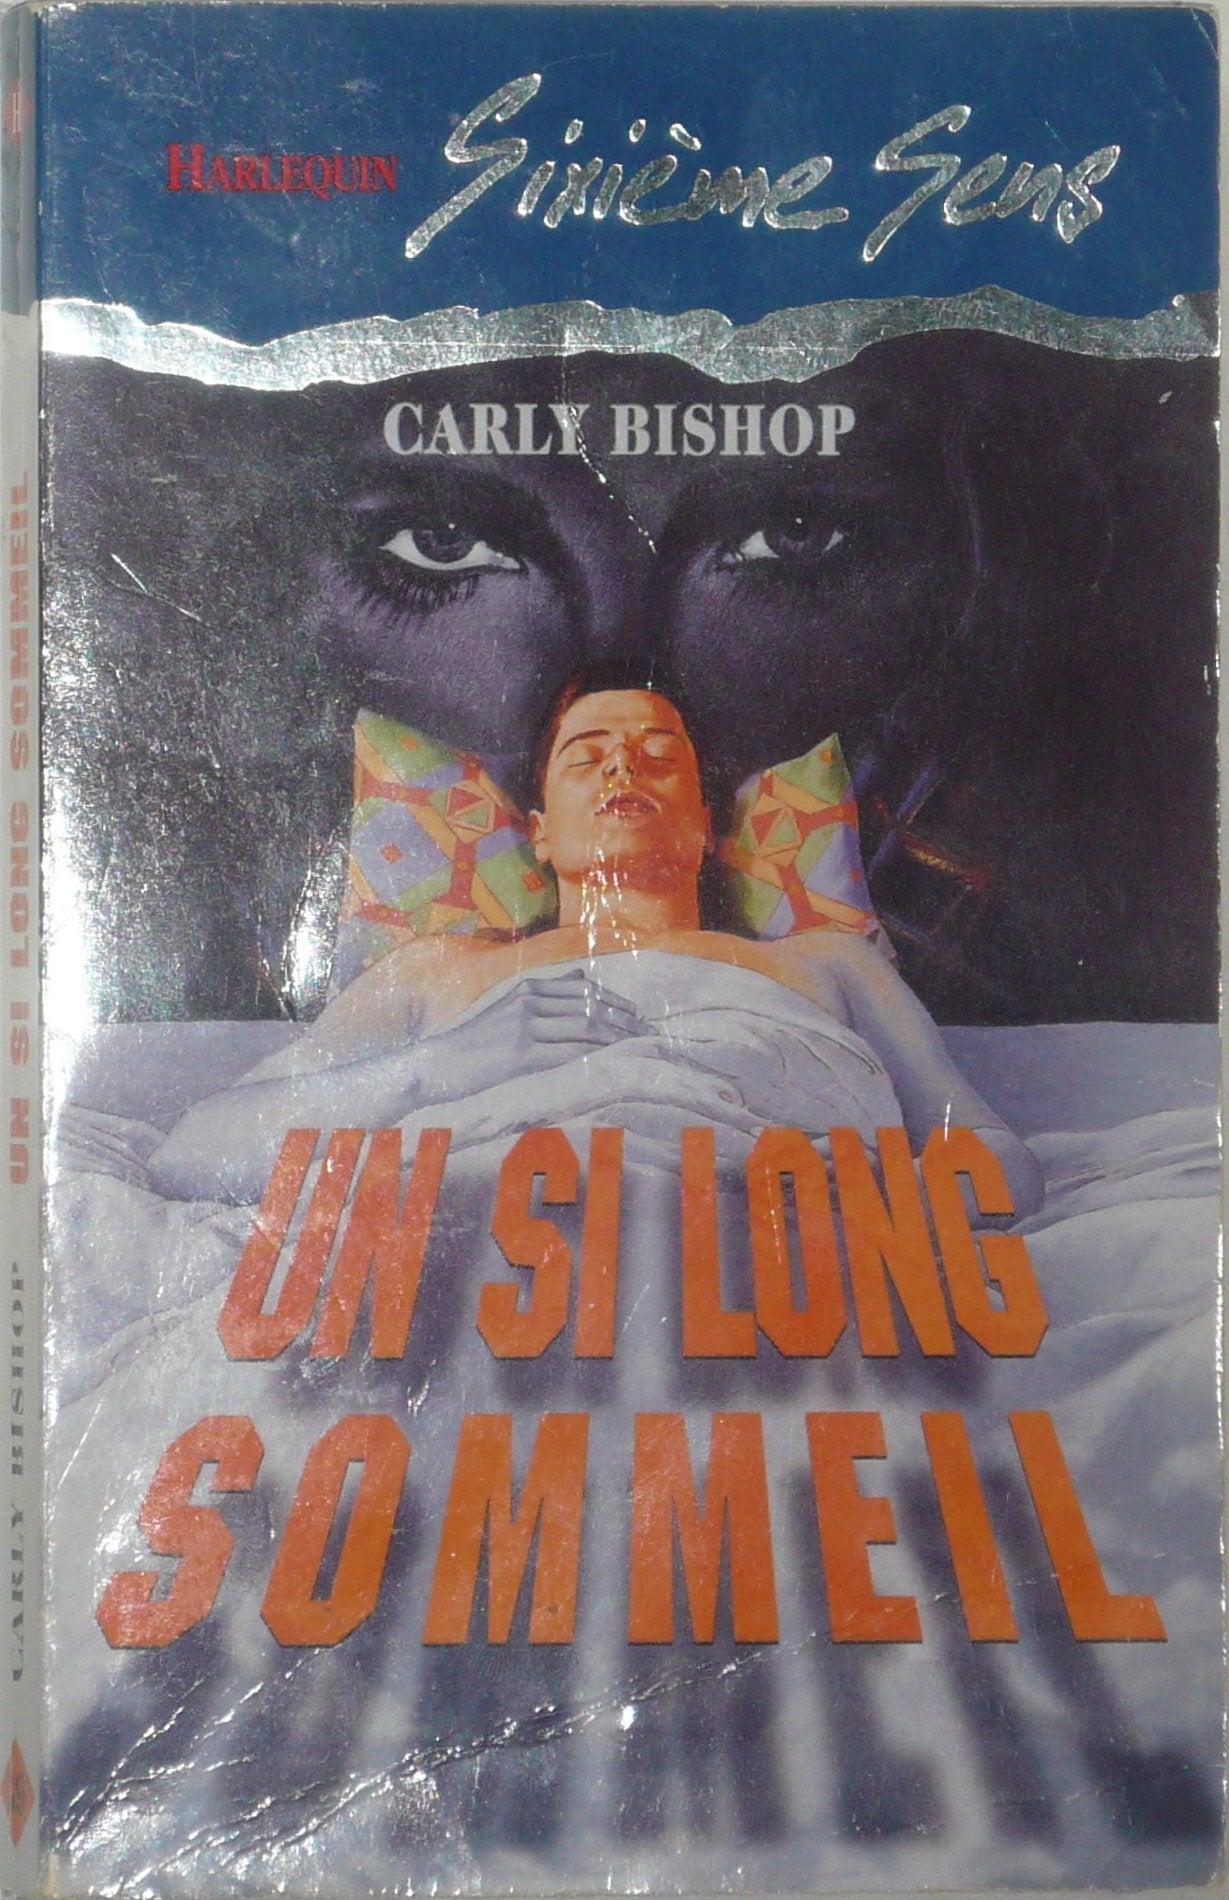 HARLEQUIN Sixième Sens
CARLY BISHOP
UN SI LONG
SOMMEIL
CARLY BISHOP UN SI LONG SOMMEIL H